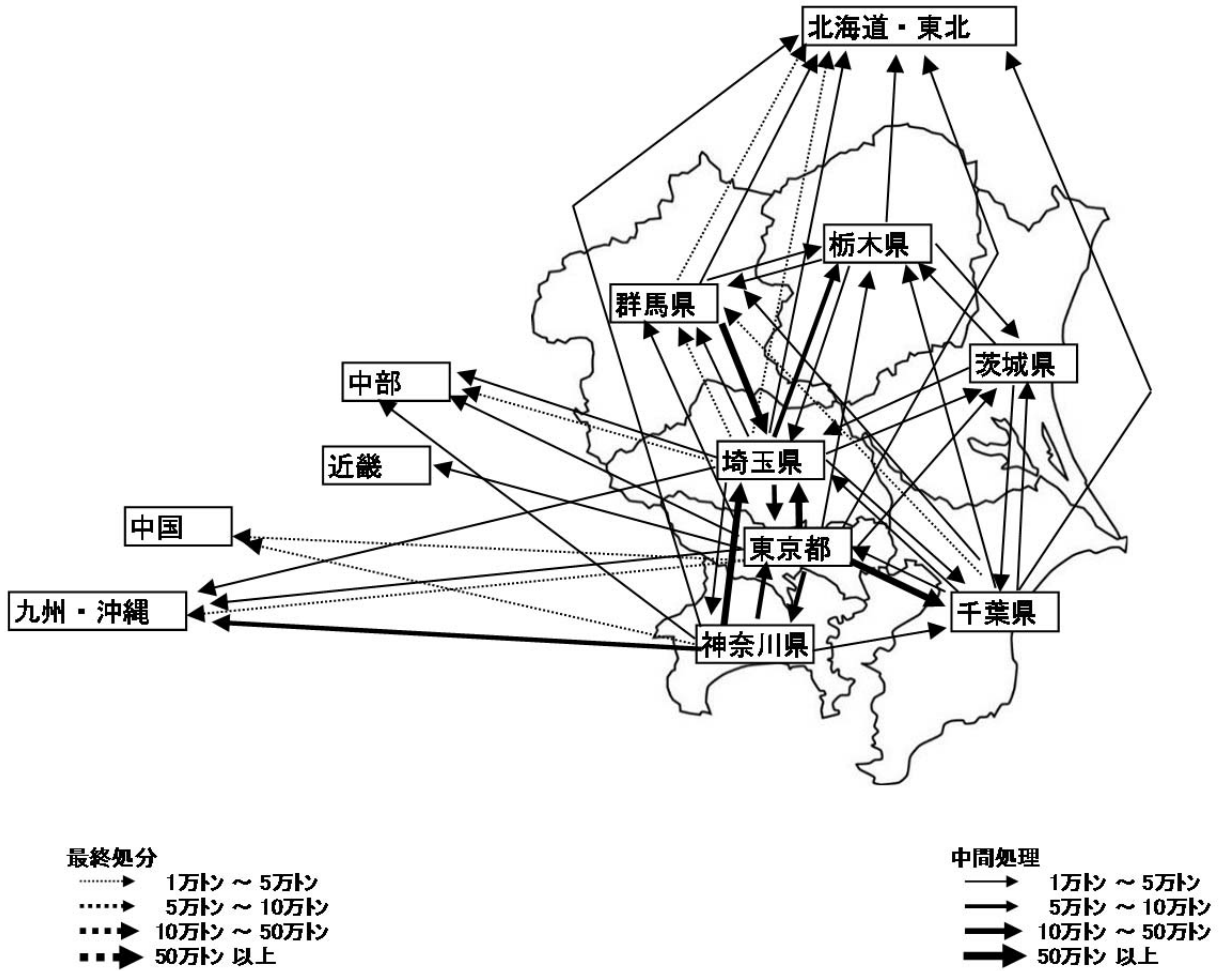 北海道・東北
栃木県
群馬県
茨城県
中部
埼玉県
近畿
中国
東京都
九州・沖縄
千葉県
神奈川県
最終処分
1万トン ～ 5万トン
5万トン ～ 10万トン
10万トン ～ 50万トン
50万トン 以上
中間処理
1万トン ～ 5万トン
5万トン ～ 10万トン
10万トン ～ 50万トン
50万トン 以上